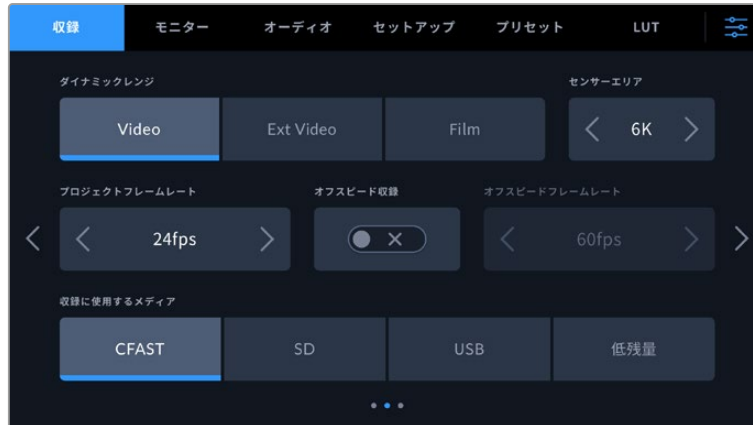 収録 モニター オーディオ セットアップ プリセット LUT
ダイナミックレンジ センサーエリア
Video Ext Video Film 6K
プロジェクトフレームレート オフスピード収録 オフスピードフレームレート
24fps 60fps
収録に使用するメディア
CFAST SD USB 低残量